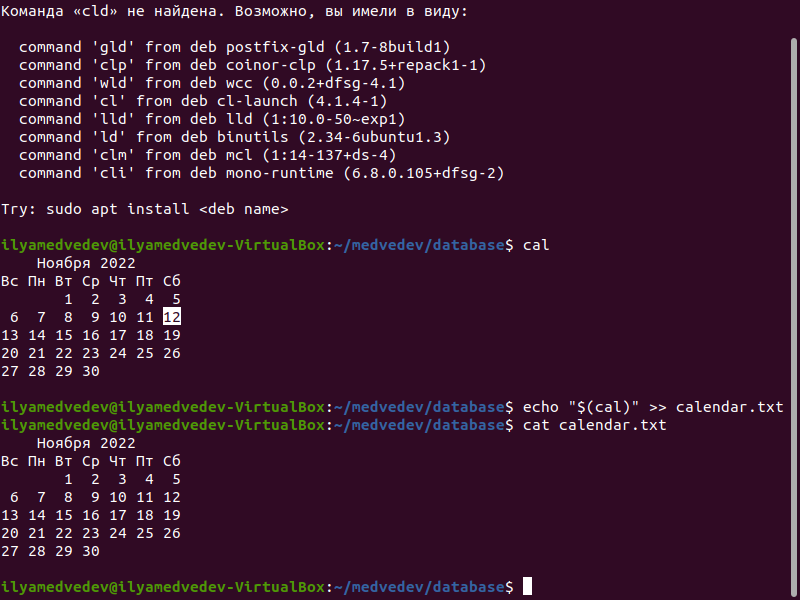 Команда «cld» не найдена. Возможно, вы имели в виду:
command 'gld' from deb postfix-gld (1.7-8build1)
command 'clp' from deb coinor-clp (1.17.5+repack1-1)
command 'wld' from deb wcc (0.0.2+dfsg-4.1)
command 'cl' from deb cl-launch (4.1.4-1)
command 'lld' from deb lld (1:10.0-50~exp1)
command 'ld' from deb binutils (2.34-6ubuntu1.3)
command 'clm' from deb mcl (1:14-137+ds-4)
command 'cli' from deb mono-runtime (6.8.0.105+dfsg-2)
Try: sudo apt install <deb name>
ilyamedvedev@ilyamedvedev-VirtualBox:~/medvedev/database$ cal
Ноября 2022
Вс Пн Вт Ср Чт Пт Сб
1 2 3 4 5
6 7 8 9 10 11 12
13 14 15 16 17 18 19
20 21 22 23 24 25 26
27 28 29 30
ilyamedvedev@ilyamedvedev-VirtualBox:~/medvedev/database$ echo "$(cal)" >> calendar.txt
ilyamedvedev@ilyamedvedev-VirtualBox:~/medvedev/database$ cat calendar.txt
Ноября 2022
Вс Пн Вт Ср Чт Пт Сб
1 2 3 4 5
6 7 8 9 10 11 12
13 14 15 16 17 18 19
20 21 22 23 24 25 26
27 28 29 30
ilyamedvedev@ilyamedvedev-VirtualBox:~/medvedev/database$